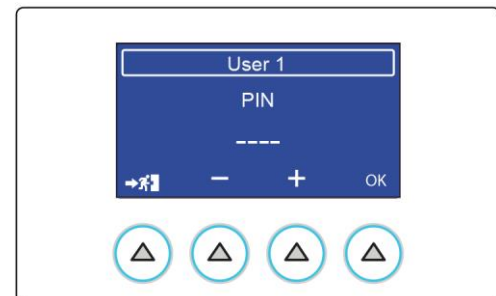 User 1
PIN
----
− + OK